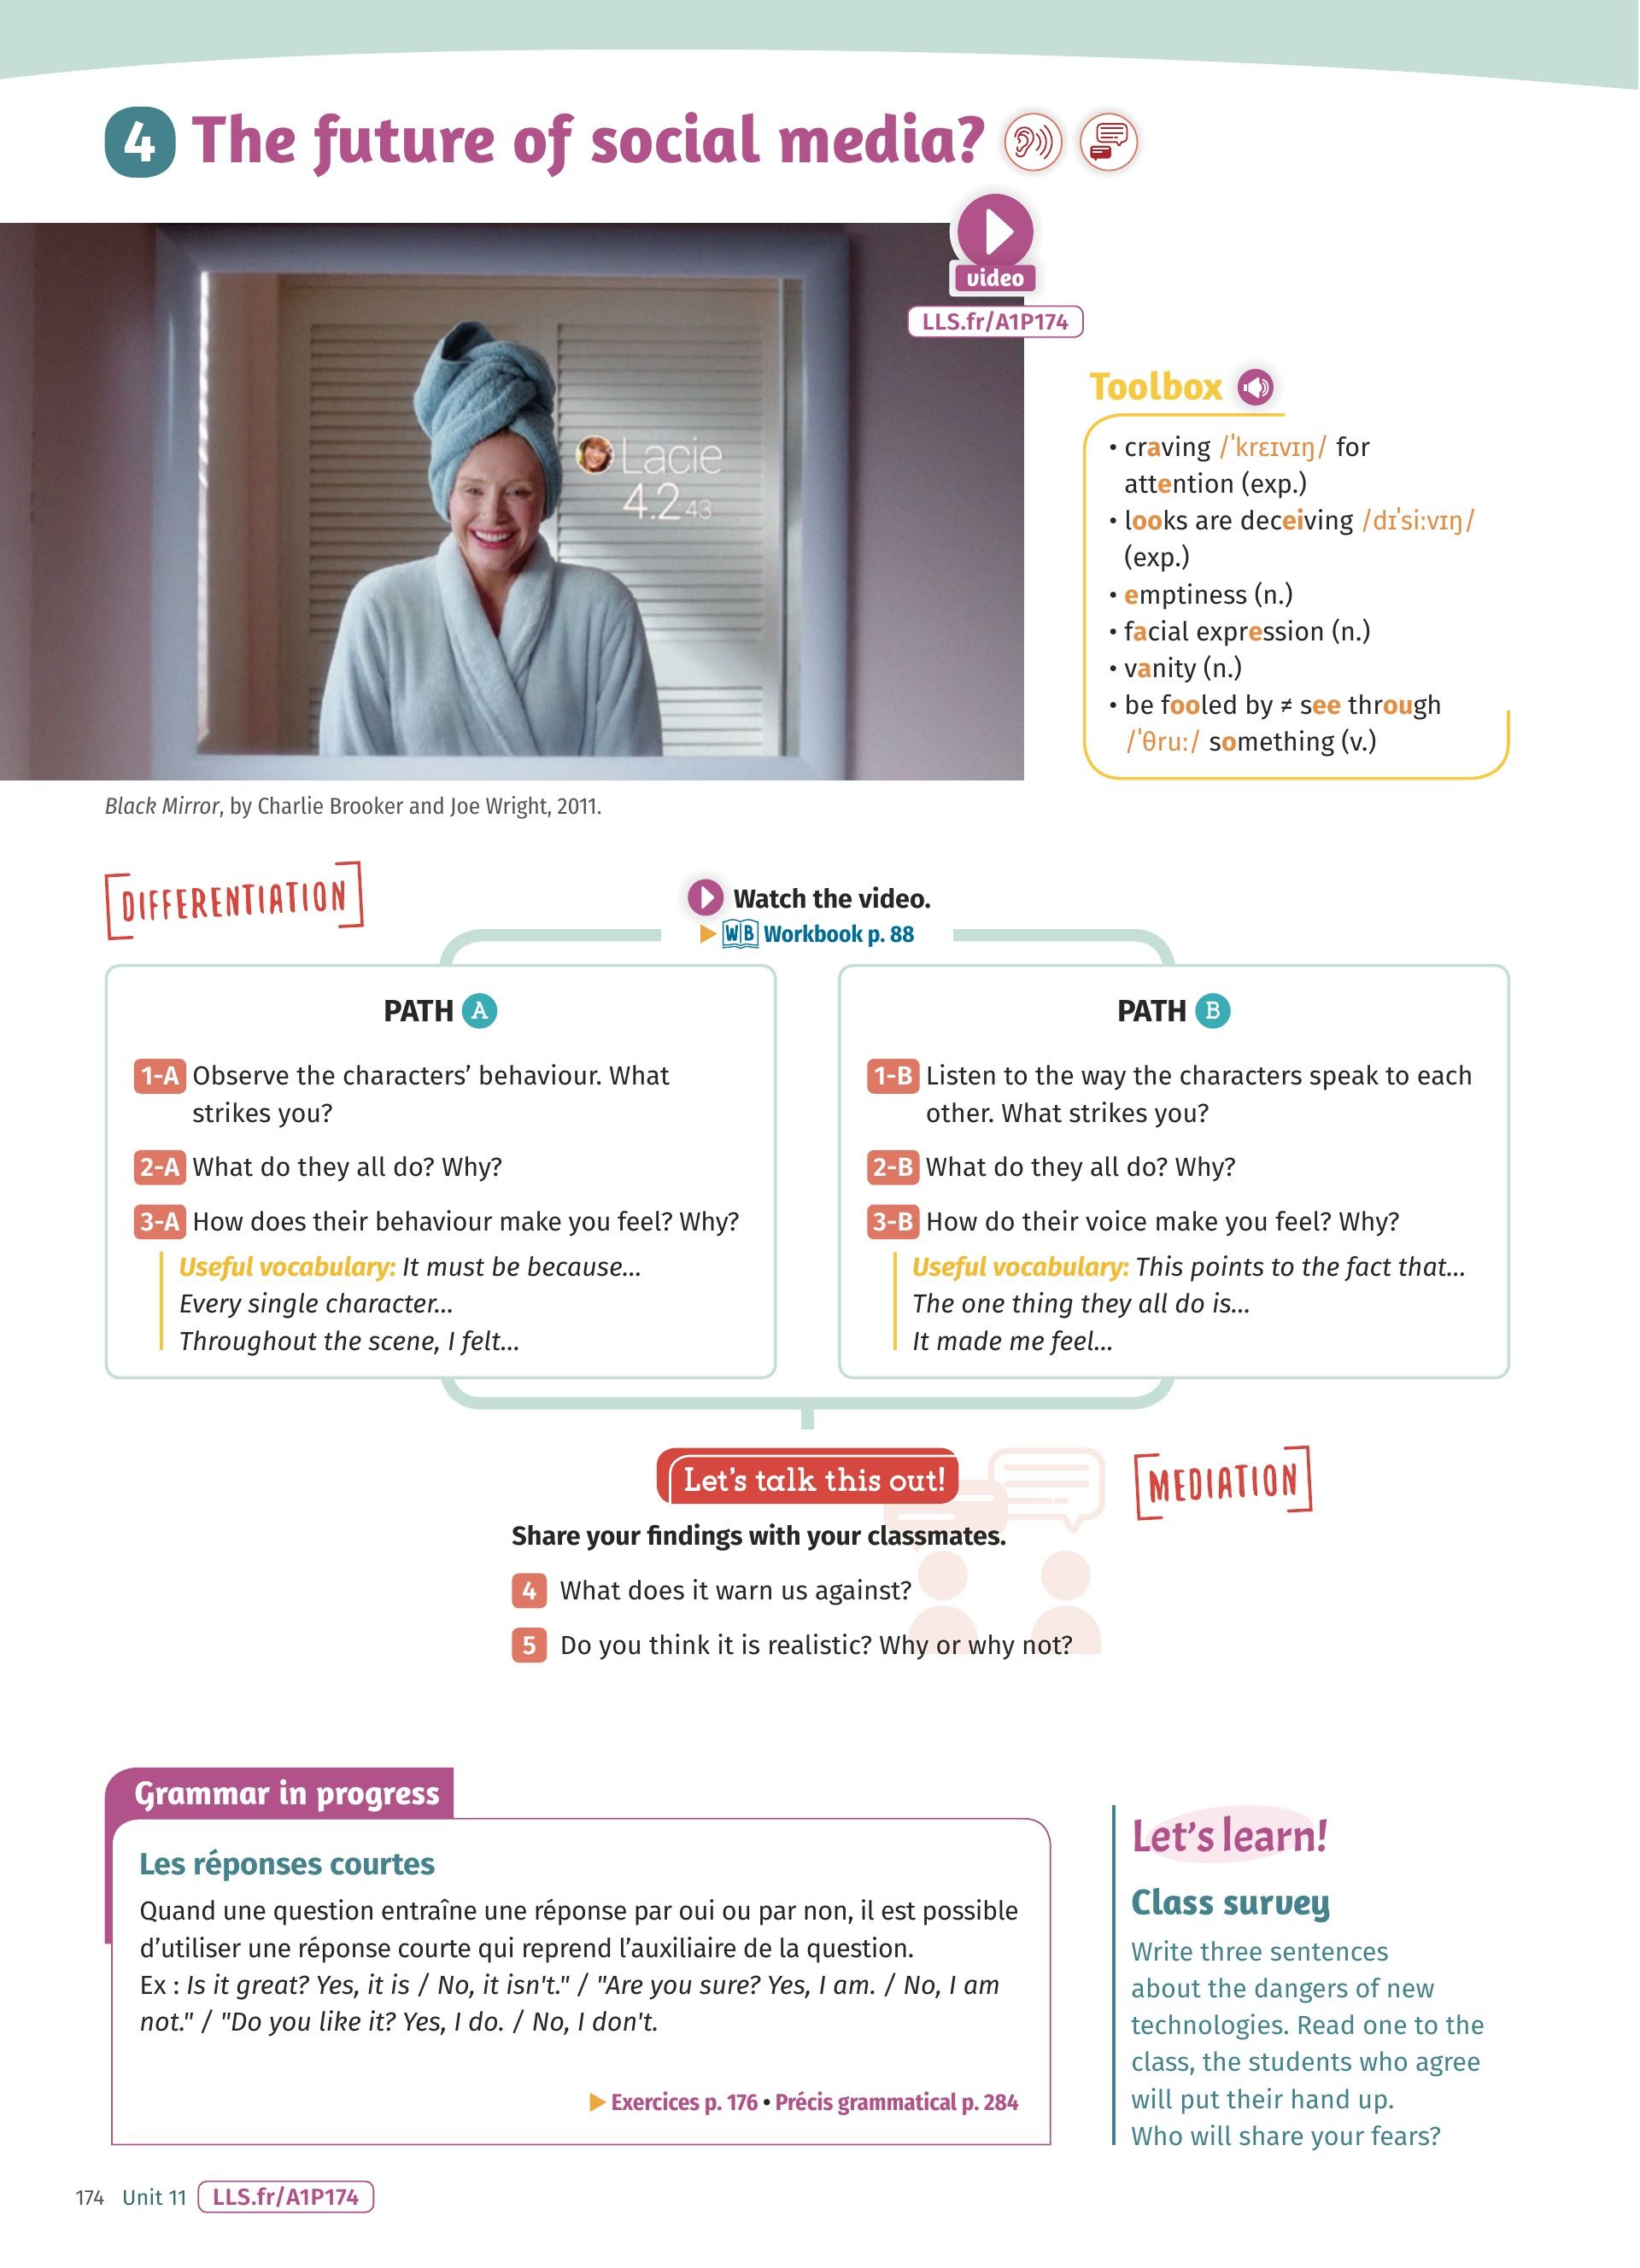 4 The future of social media?
video
LLS.fr/A1P174
Lacie
4.2 43
Toolbox
• craving /ˈkrɛɪvɪŋ/ for
attention (exp.)
• looks are deceiving /dɪˈsiːvɪŋ/
(exp.)
• emptiness (n.)
• facial expression (n.)
• vanity (n.)
• be fooled by ≠ see through
/ˈθruː/ something (v.)
Black Mirror, by Charlie Brooker and Joe Wright, 2011.
DIFFERENTIATION
Watch the video.
WB Workbook p. 88
PATH A
1-A Observe the characters’ behaviour. What
strikes you?
2-A What do they all do? Why?
3-A How does their behaviour make you feel? Why?
Useful vocabulary: It must be because...
Every single character...
Throughout the scene, I felt...
PATH B
1-B Listen to the way the characters speak to each
other. What strikes you?
2-B What do they all do? Why?
3-B How do their voice make you feel? Why?
Useful vocabulary: This points to the fact that...
The one thing they all do is...
It made me feel...
Let’s talk this out!
MEDIATION
Share your findings with your classmates.
4 What does it warn us against?
5 Do you think it is realistic? Why or why not?
Grammar in progress
Les réponses courtes
Quand une question entraîne une réponse par oui ou par non, il est possible
d’utiliser une réponse courte qui reprend l’auxiliaire de la question.
Ex : Is it great? Yes, it is / No, it isn't." / "Are you sure? Yes, I am. / No, I am
not." / "Do you like it? Yes, I do. / No, I don't.
Exercices p. 176 • Précis grammatical p. 284
Let’s learn!
Class survey
Write three sentences
about the dangers of new
technologies. Read one to the
class, the students who agree
will put their hand up.
Who will share your fears?
174 Unit 11 LLS.fr/A1P174